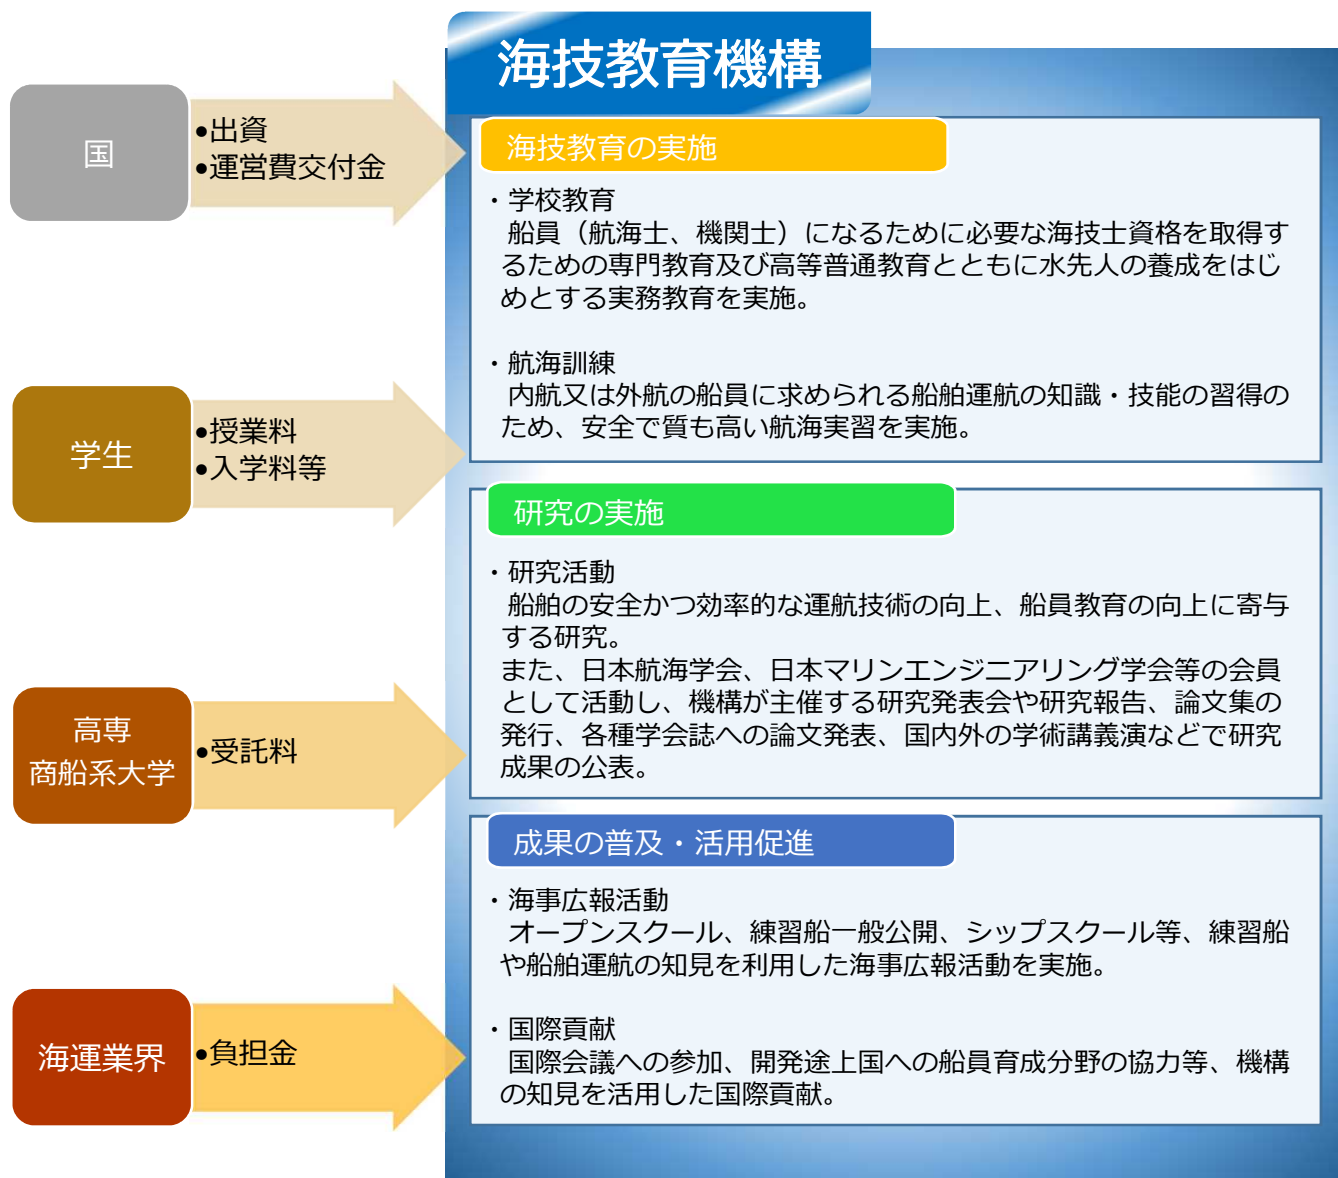 海技教育機構
国
•出資
•運営費交付金
学生
•授業料
•入学料等
高専
商船系大学
•受託料
海運業界
•負担金
海技教育の実施
・学校教育
船員（航海士、機関士）になるために必要な海技士資格を取得す
るための専門教育及び高等普通教育とともに水先人の養成をはじ
めとする実務教育を実施。
・航海訓練
内航又は外航の船員に求められる船舶運航の知識・技能の習得の
ため、安全で質も高い航海実習を実施。
研究の実施
・研究活動
船舶の安全かつ効率的な運航技術の向上、船員教育の向上に寄与
する研究。
また、日本航海学会、日本マリンエンジニアリング学会等の会員
として活動し、機構が主催する研究発表会や研究報告、論文集の
発行、各種学会誌への論文発表、国内外の学術講義演などで研究
成果の公表。
成果の普及・活用促進
・海事広報活動
オープンスクール、練習船一般公開、シップスクール等、練習船
や船舶運航の知見を利用した海事広報活動を実施。
・国際貢献
国際会議への参加、開発途上国への船員育成分野の協力等、機構
の知見を活用した国際貢献。